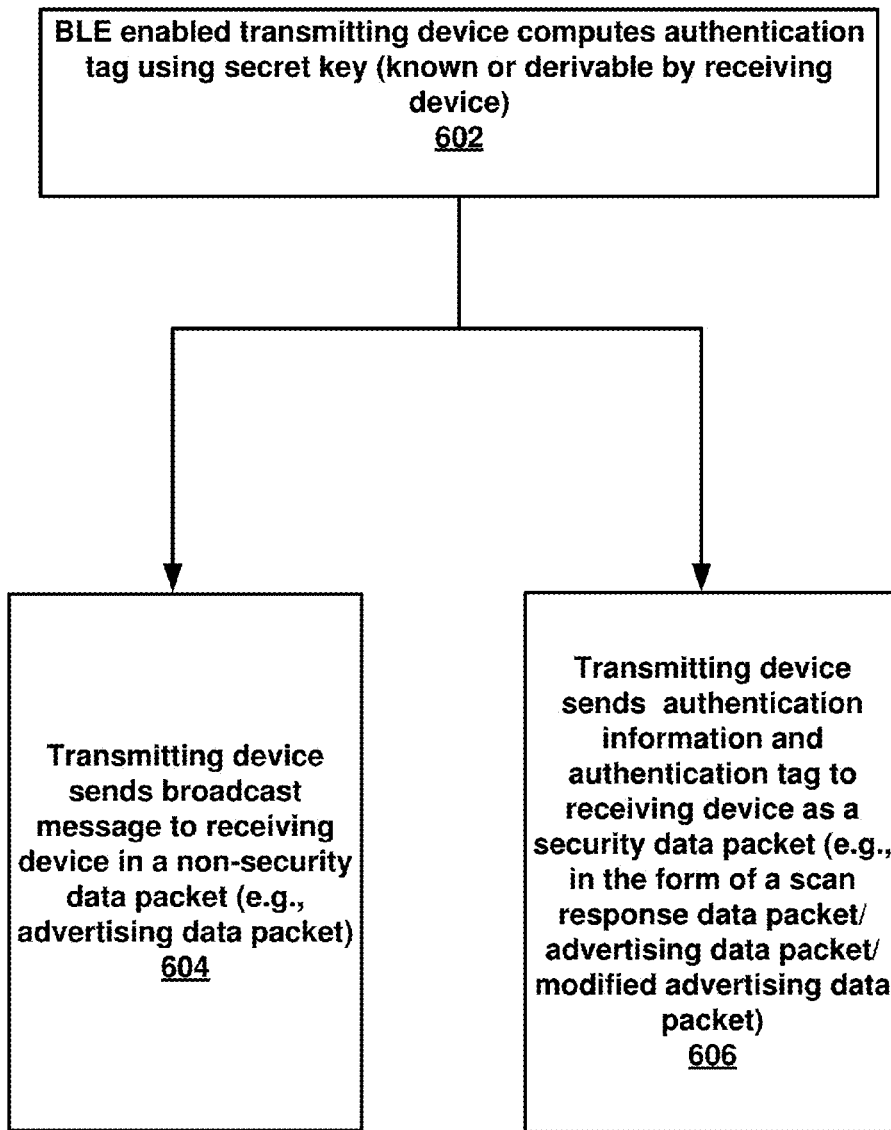 BLE enabled transmitting device computes authentication
tag using secret key (known or derivable by receiving
device)
602
Transmitting device
sends broadcast
message to receiving
device in a non-security
data packet (e.g.,
advertising data packet)
604
Transmitting device
sends authentication
information and
authentication tag to
receiving device as a
security data packet (e.g.,
in the form of a scan
response data packet/
advertising data packet/
modified advertising data
packet)
606